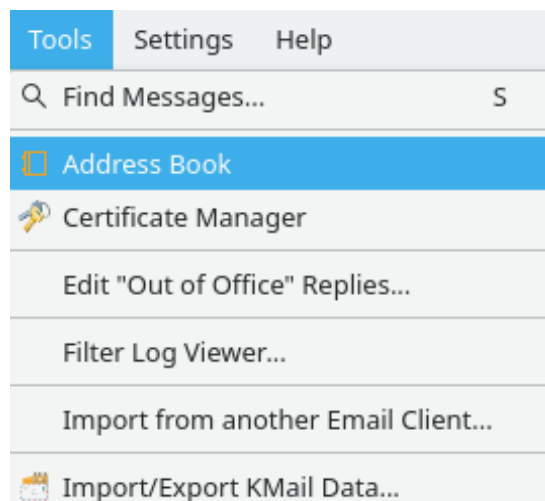 Tools Settings Help
Find Messages... S
Address Book
Certificate Manager
Edit "Out of Office" Replies...
Filter Log Viewer...
Import from another Email Client...
Import/Export KMail Data...